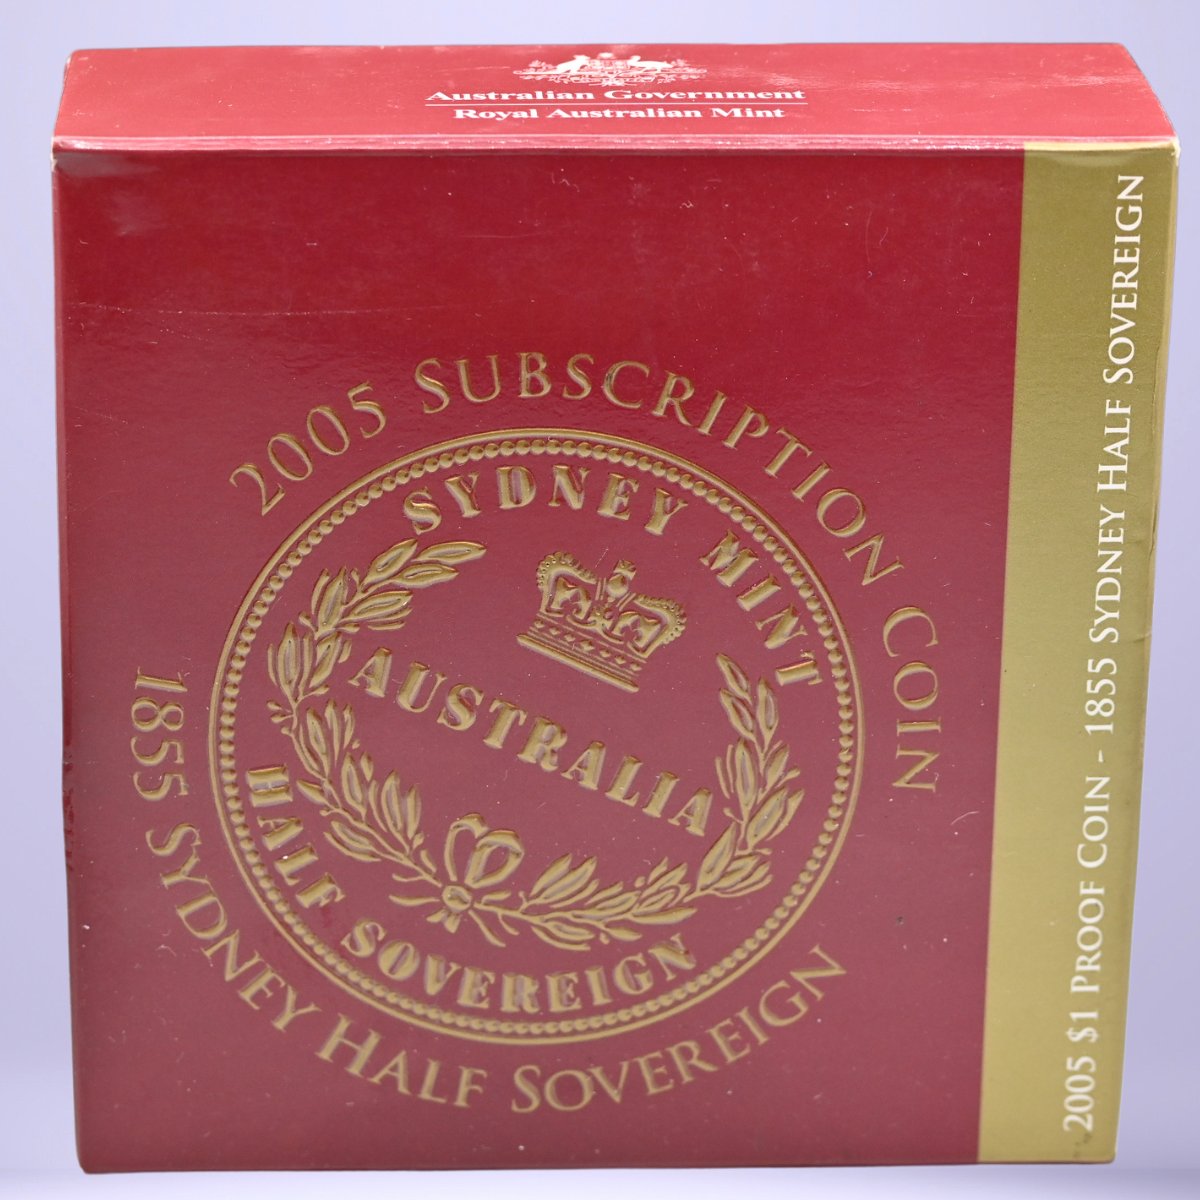 Australian Government
Royal Australian Mint
2005 SUBSCRIPTION COIN
SYDNEY MINT
AUSTRALIA
HALF SOVEREIGN
1855 SYDNEY HALF SOVEREIGN
2005 $1 PROOF COIN - 1855 SYDNEY HALF SOVEREIGN